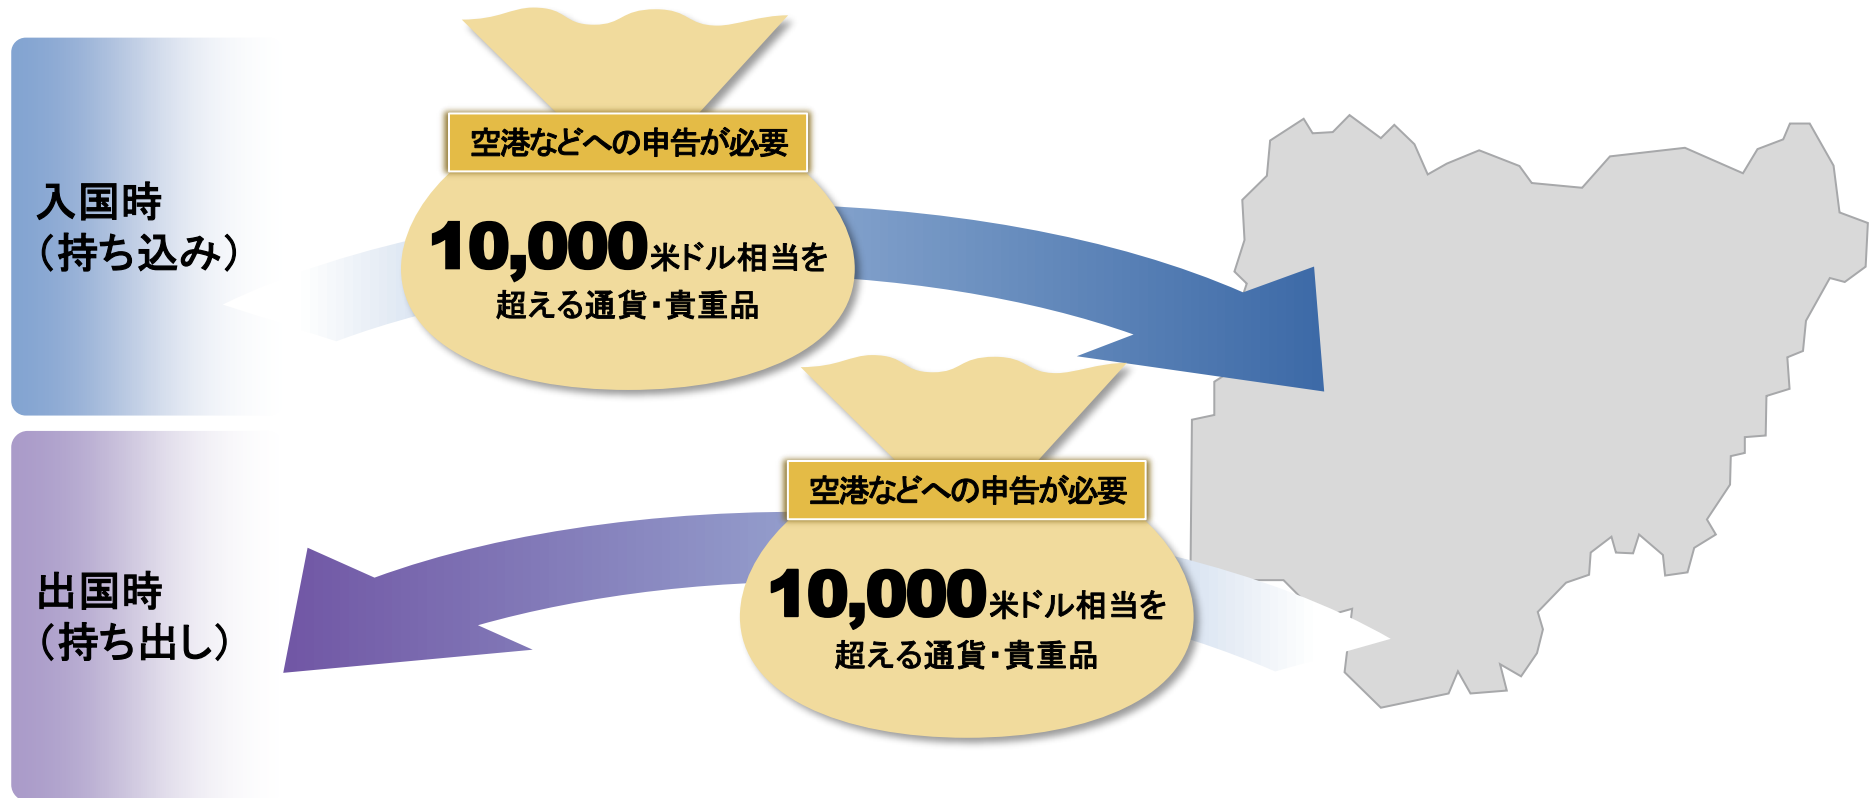 入国時
（持ち込み）
空港などへの申告が必要
10,000米ドル相当を
超える通貨・貴重品
出国時
（持ち出し）
空港などへの申告が必要
10,000米ドル相当を
超える通貨・貴重品